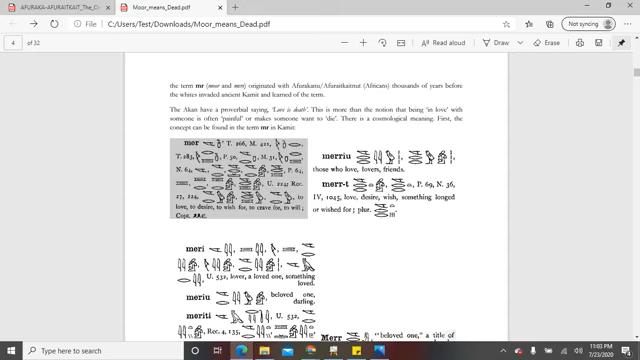 AFURAKA-AFURAITKAIT_The_O
Moor_means_Dead.pdf
C:/Users/Test/Downloads/Moor_means_Dead.pdf
Not syncing
4 of 32
Read aloud
Draw
Erase
the term mr (moor and men) originated with Afurakanu/Afuraitkaitnut (Africans) thousands of years before
the whites invaded ancient Kamit and learned of the term.
The Akan have a proverbial saying, 'Love is death'. This is more than the notion that being 'in love' with
someone is often 'painful' or makes someone want to 'die'. There is a cosmological meaning. First, the
concept can be found in the term mr in Kamit:
mer T. 266, M. 422,
T. 283, P. 50, M. 31,
N. 64, P. 64,
U. 224, Rec.
27, 224, to
love, to desire, to wish for, to crave for, to will;
Copt.
merriu
those who love, lovers, friends.
merr-t P. 69, N. 36,
IV, 1045, love, desire, wish, something longed
or wished for; plur.
meri
U. 532, lover, a loved one, something
loved.
meriu beloved one,
darling.
meriti U. 532,
Rec. 4, 135,
Merr "beloved one," a title of
Type here to search
11:03 PM
7/23/2020